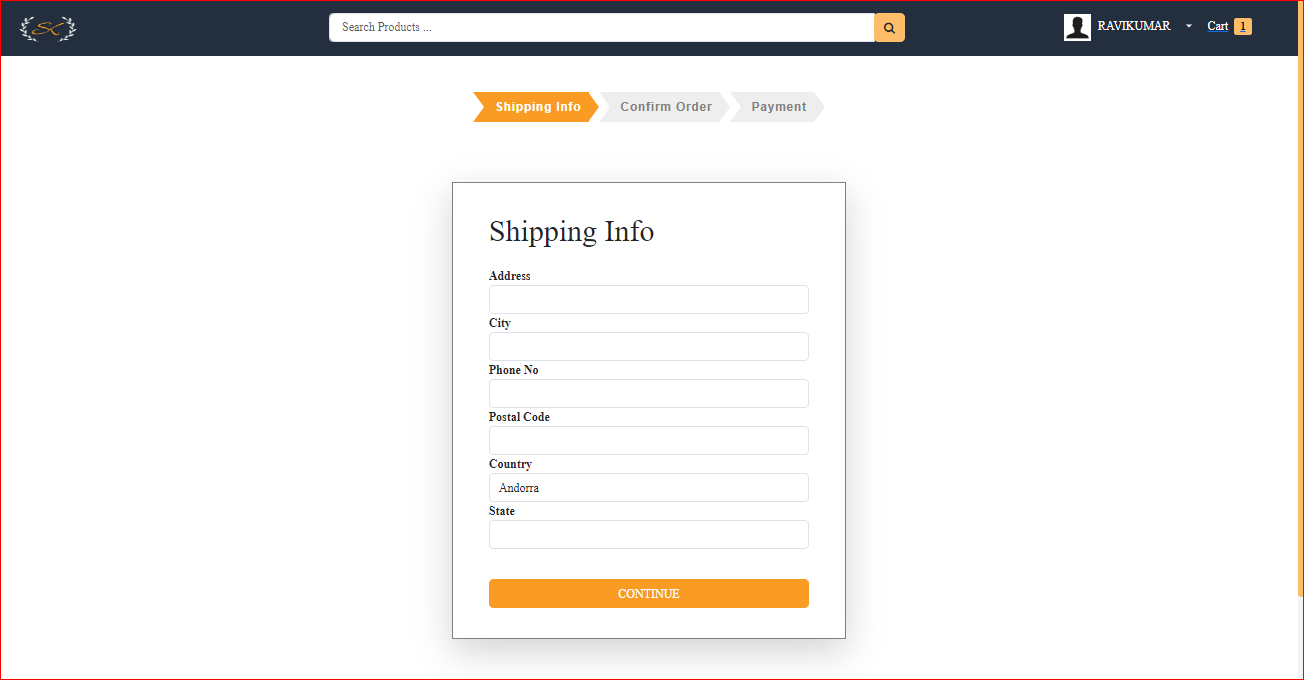 SK
Search Products ...
RAVIKUMAR
Cart 1
Shipping Info
Confirm Order
Payment
Shipping Info
Address
City
Phone No
Postal Code
Country
Andorra
State
CONTINUE